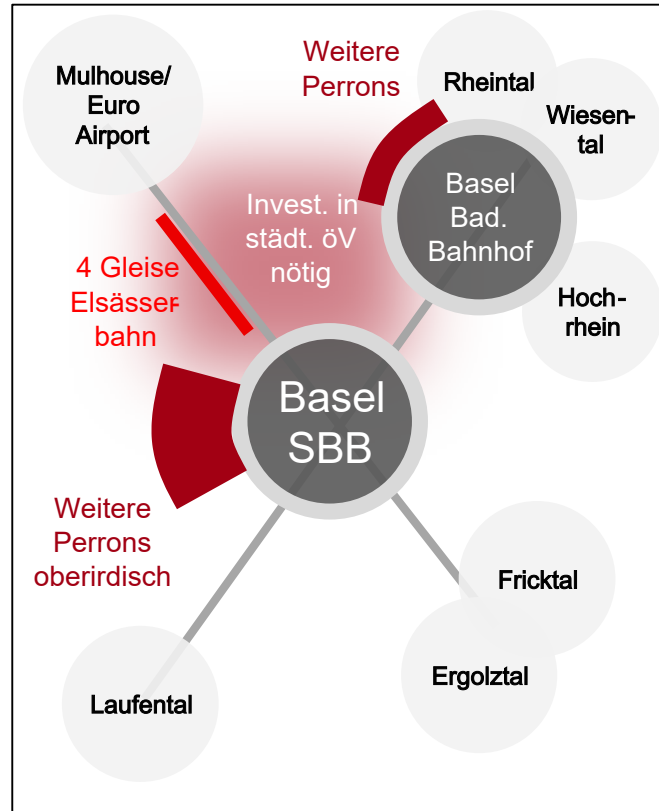 Mulhouse/
Euro
Airport
Weitere
Perrons
Rheintal
Wiesen-
tal
Basel
Bad.
Bahnhof
Invest. in
städt. öV
nötig
4 Gleise
Elsässer-
bahn
Hoch-
rhein
Basel
SBB
Weitere
Perrons
oberirdisch
Fricktal
Ergolztal
Laufental